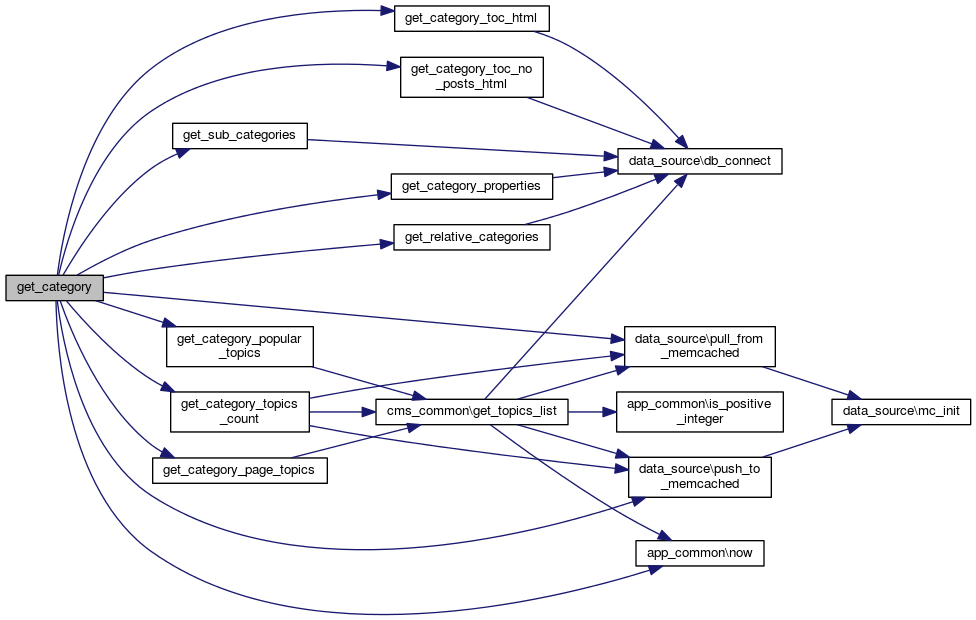 get_category_toc_html
get_category_toc_no
_posts_html
get_sub_categories
data_source\db_connect
get_category_properties
get_relative_categories
get_category
get_category_popular
_topics
data_source\pull_from
_memcached
get_category_topics
_count
cms_common\get_topics_list
app_common\is_positive
_integer
data_source\mc_init
get_category_page_topics
data_source\push_to
_memcached
app_common\now